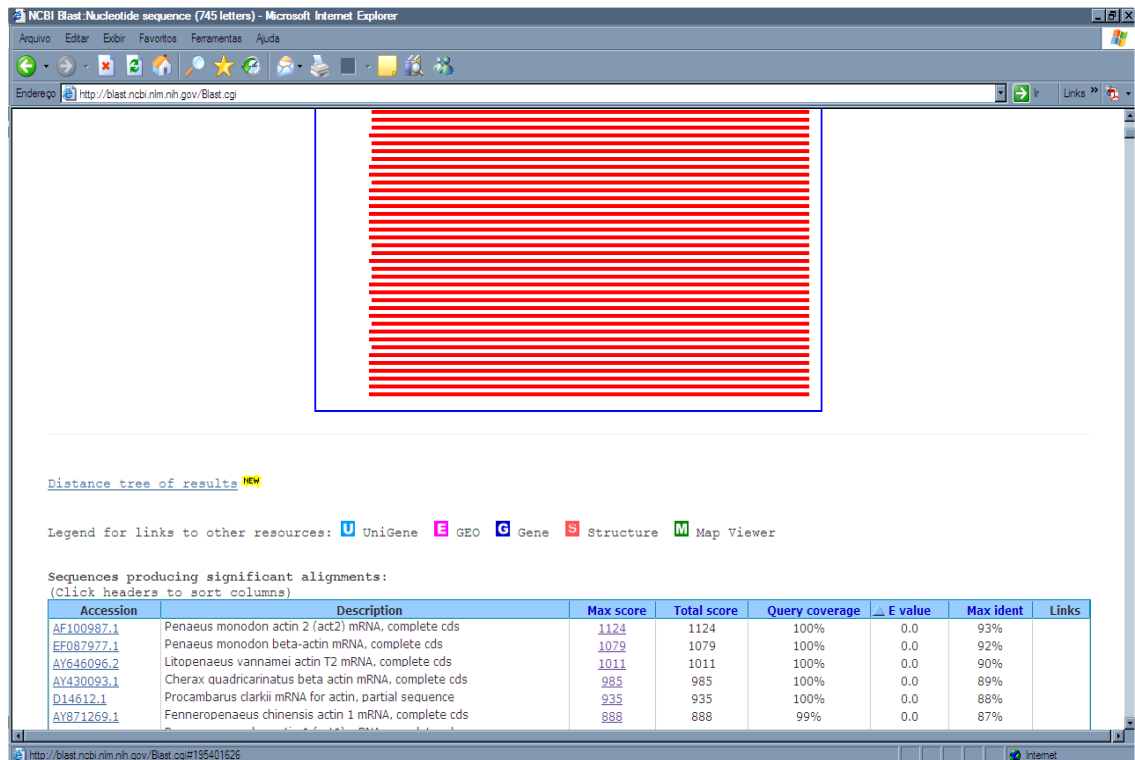 NCBI Blast:Nucleotide sequence (745 letters) - Microsoft Internet Explorer
Arquivo Editar Exibir Favoritos Ferramentas Ajuda
Endereço http://blast.ncbi.nlm.nih.gov/Blast.cgi Ir Links »
Distance tree of results NEW
Legend for links to other resources: U UniGene E GEO G Gene S Structure M Map Viewer
Sequences producing significant alignments:
(Click headers to sort columns)
Accession Description Max score Total score Query coverage E value Max ident Links
AF100987.1 Penaeus monodon actin 2 (act2) mRNA, complete cds 1124 1124 100% 0.0 93%
EF087977.1 Penaeus monodon beta-actin mRNA, complete cds 1079 1079 100% 0.0 92%
AY646096.2 Litopenaeus vannamei actin T2 mRNA, complete cds 1011 1011 100% 0.0 90%
AY430093.1 Cherax quadricarinatus beta actin mRNA, complete cds 985 985 100% 0.0 89%
D14612.1 Procambarus clarkii mRNA for actin, partial sequence 935 935 100% 0.0 88%
AY871269.1 Fenneropenaeus chinensis actin 1 mRNA, complete cds 888 888 99% 0.0 87%
http://blast.ncbi.nlm.nih.gov/Blast.cgi#195401626 Internet